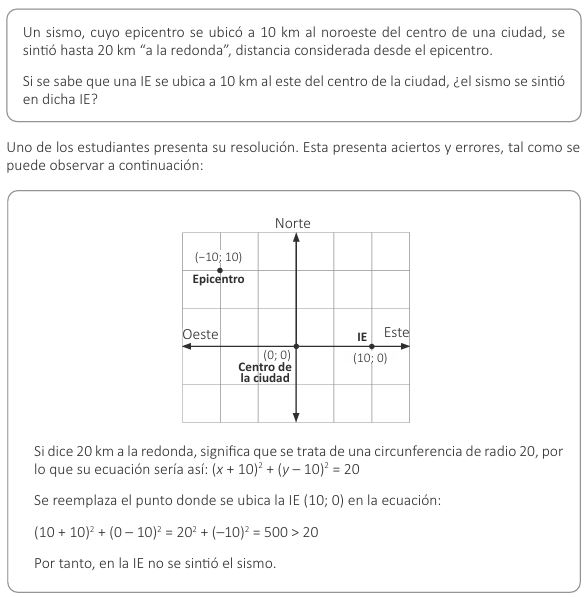 Un sismo, cuyo epicentro se ubicó a 10 km al noroeste del centro de una ciudad, se
sintió hasta 20 km “a la redonda”, distancia considerada desde el epicentro.
Si se sabe que una IE se ubica a 10 km al este del centro de la ciudad, ¿el sismo se sintió
en dicha IE?
Uno de los estudiantes presenta su resolución. Esta presenta aciertos y errores, tal como se
puede observar a continuación:
Norte
(−10; 10)
Epicentro
Oeste
IE
Este
(0; 0)
(10; 0)
Centro de
la ciudad
Si dice 20 km a la redonda, significa que se trata de una circunferencia de radio 20, por
lo que su ecuación sería así: (x + 10)² + (y – 10)² = 20
Se reemplaza el punto donde se ubica la IE (10; 0) en la ecuación:
(10 + 10)² + (0 – 10)² = 20² + (–10)² = 500 > 20
Por tanto, en la IE no se sintió el sismo.